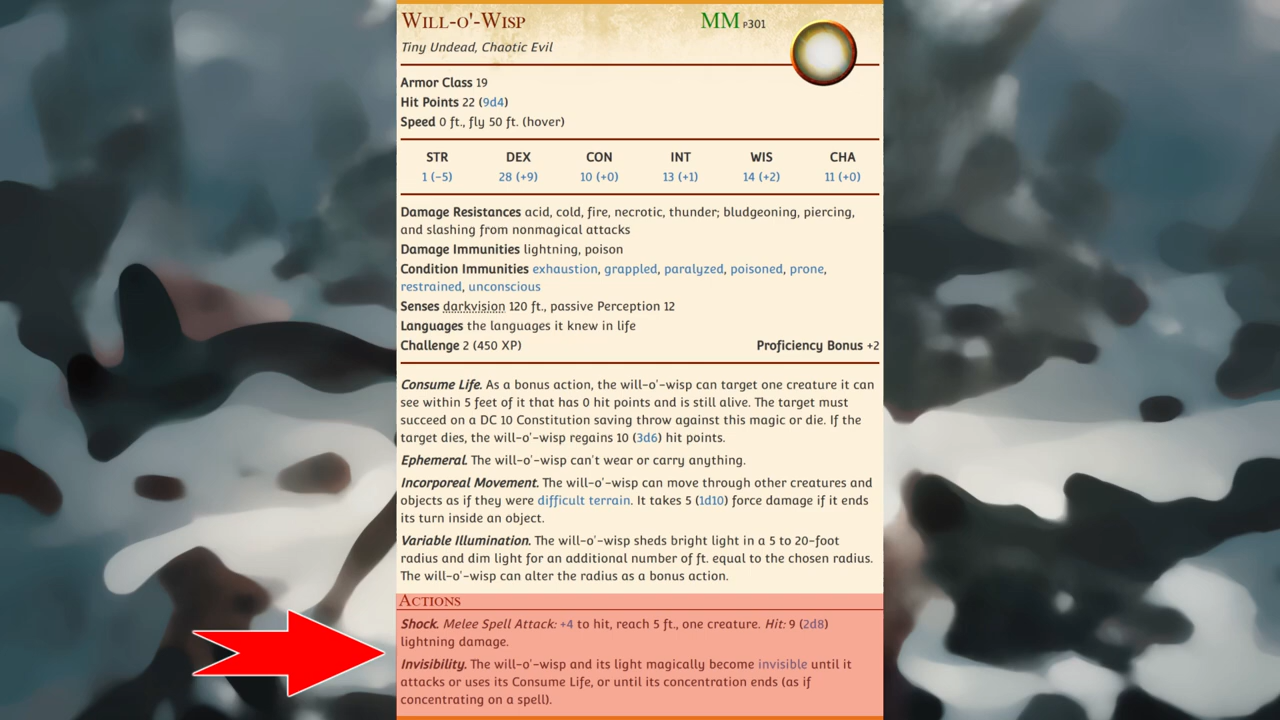 Will-o'-Wisp
MM P301
Tiny Undead, Chaotic Evil
Armor Class 19
Hit Points 22 (9d4)
Speed 0 ft., fly 50 ft. (hover)
STR DEX CON INT WIS CHA
1 (−5) 28 (+9) 10 (+0) 13 (+1) 14 (+2) 11 (+0)
Damage Resistances acid, cold, fire, necrotic, thunder; bludgeoning, piercing,
and slashing from nonmagical attacks
Damage Immunities lightning, poison
Condition Immunities exhaustion, grappled, paralyzed, poisoned, prone,
restrained, unconscious
Senses darkvision 120 ft., passive Perception 12
Languages the languages it knew in life
Challenge 2 (450 XP) Proficiency Bonus +2
Consume Life. As a bonus action, the will-o'-wisp can target one creature it can
see within 5 feet of it that has 0 hit points and is still alive. The target must
succeed on a DC 10 Constitution saving throw against this magic or die. If the
target dies, the will-o'-wisp regains 10 (3d6) hit points.
Ephemeral. The will-o'-wisp can't wear or carry anything.
Incorporeal Movement. The will-o'-wisp can move through other creatures and
objects as if they were difficult terrain. It takes 5 (1d10) force damage if it ends
its turn inside an object.
Variable Illumination. The will-o'-wisp sheds bright light in a 5 to 20-foot
radius and dim light for an additional number of ft. equal to the chosen radius.
The will-o'-wisp can alter the radius as a bonus action.
Actions
Shock. Melee Spell Attack: +4 to hit, reach 5 ft., one creature. Hit: 9 (2d8)
lightning damage.
Invisibility. The will-o'-wisp and its light magically become invisible until it
attacks or uses its Consume Life, or until its concentration ends (as if
concentrating on a spell).